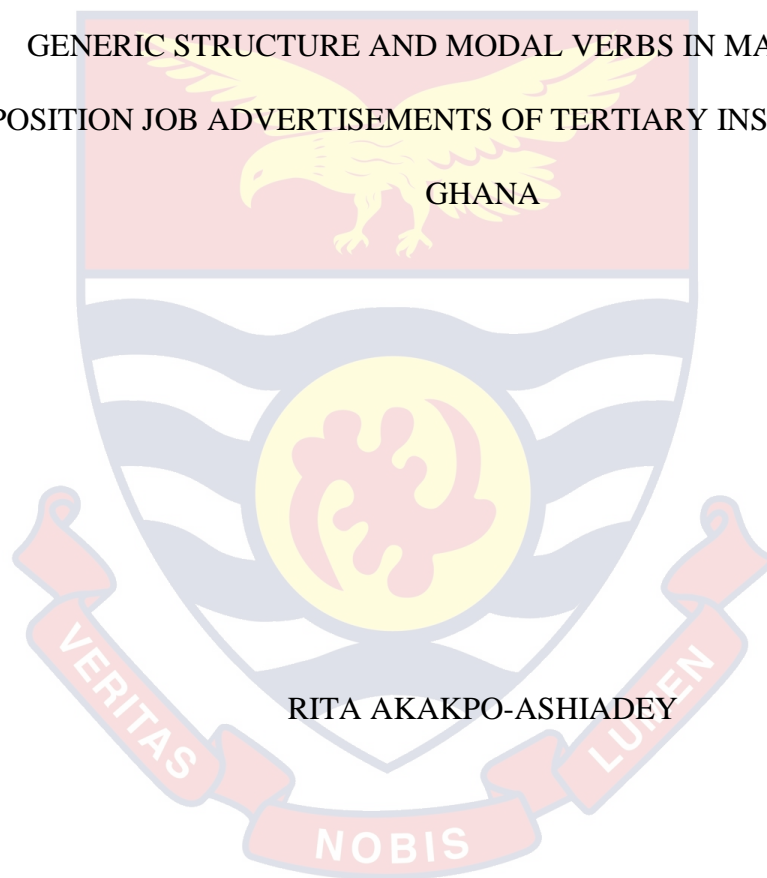 GENERIC STRUCTURE AND MODAL VERBS IN MA
POSITION JOB ADVERTISEMENTS OF TERTIARY INS
GHANA
RITA AKAKPO-ASHIADEY
VERITAS
NOBIS
LUMEN